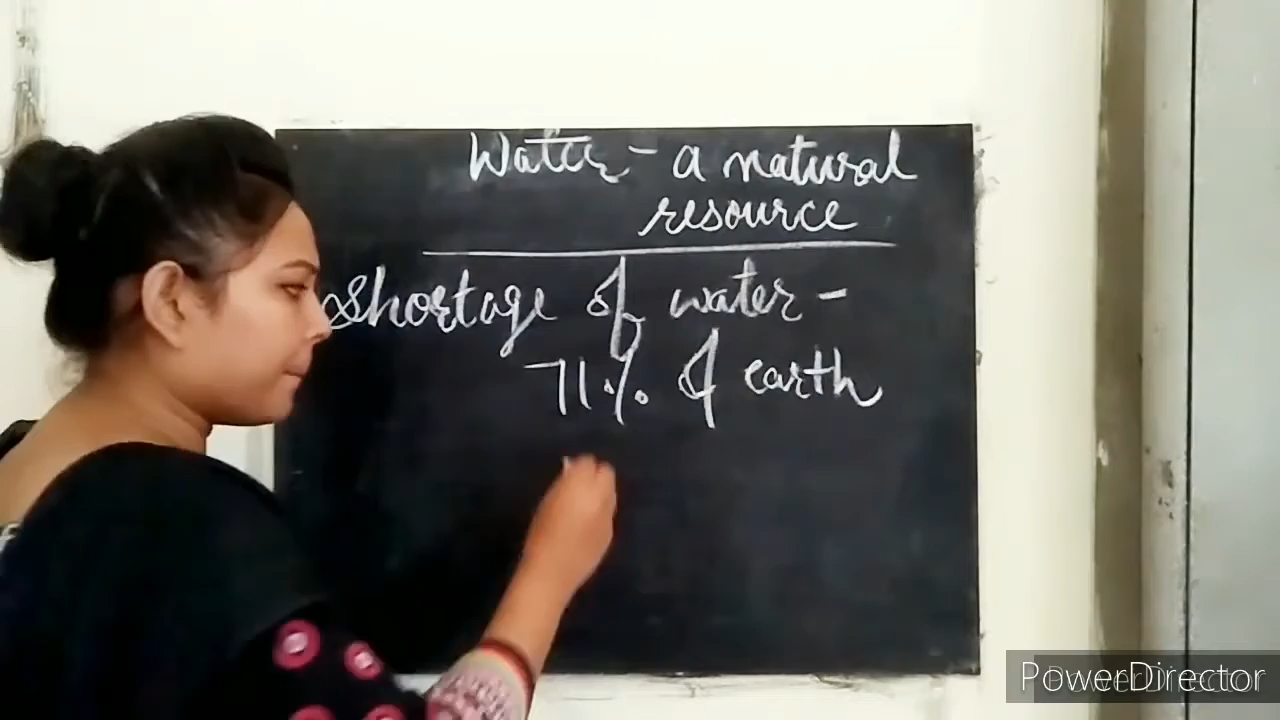 Water - a natural
resource
Shortage of water -
71% of earth
PowerDirector